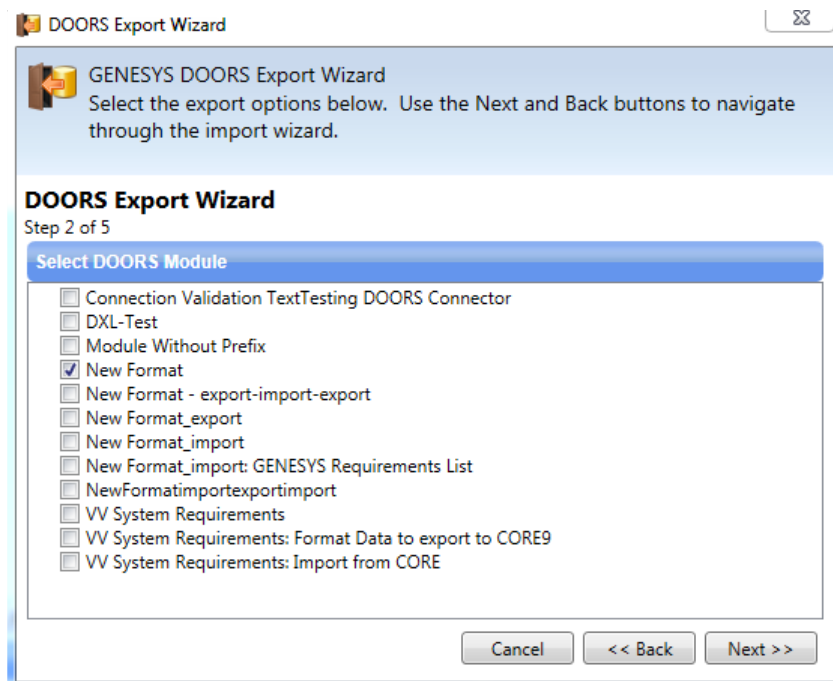 DOORS Export Wizard
GENESYS DOORS Export Wizard
Select the export options below.  Use the Next and Back buttons to navigate
through the import wizard.
DOORS Export Wizard
Step 2 of 5
Select DOORS Module
Connection Validation TextTesting DOORS Connector
DXL-Test
Module Without Prefix
New Format
New Format - export-import-export
New Format_export
New Format_import
New Format_import: GENESYS Requirements List
NewFormatimportexportimport
VV System Requirements
VV System Requirements: Format Data to export to CORE9
VV System Requirements: Import from CORE
Cancel << Back Next >>